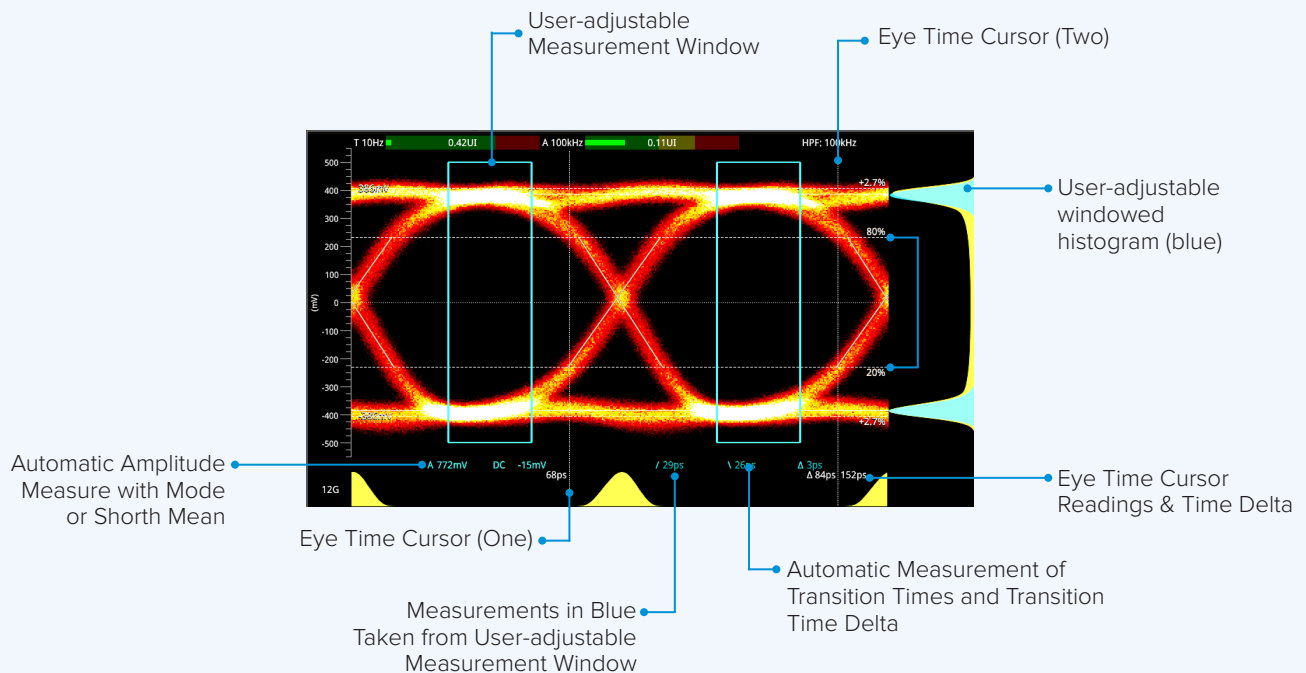 User-adjustable
Measurement Window
Eye Time Cursor (Two)
T 10Hz 0.42UI A 100kHz 0.11UI HPF: 100kHz
500
400
300
200
100
0
-100
-200
-300
-400
-500
(mV)
+2.7%
80%
20%
+2.7%
User-adjustable
windowed
histogram (blue)
A 772mV DC -15mV / 29ps \ 26ps Δ 3ps
68ps Δ 84ps 152ps
12G
Automatic Amplitude
Measure with Mode
or Shorth Mean
Eye Time Cursor
Readings & Time Delta
Eye Time Cursor (One)
Automatic Measurement of
Transition Times and Transition
Time Delta
Measurements in Blue
Taken from User-adjustable
Measurement Window